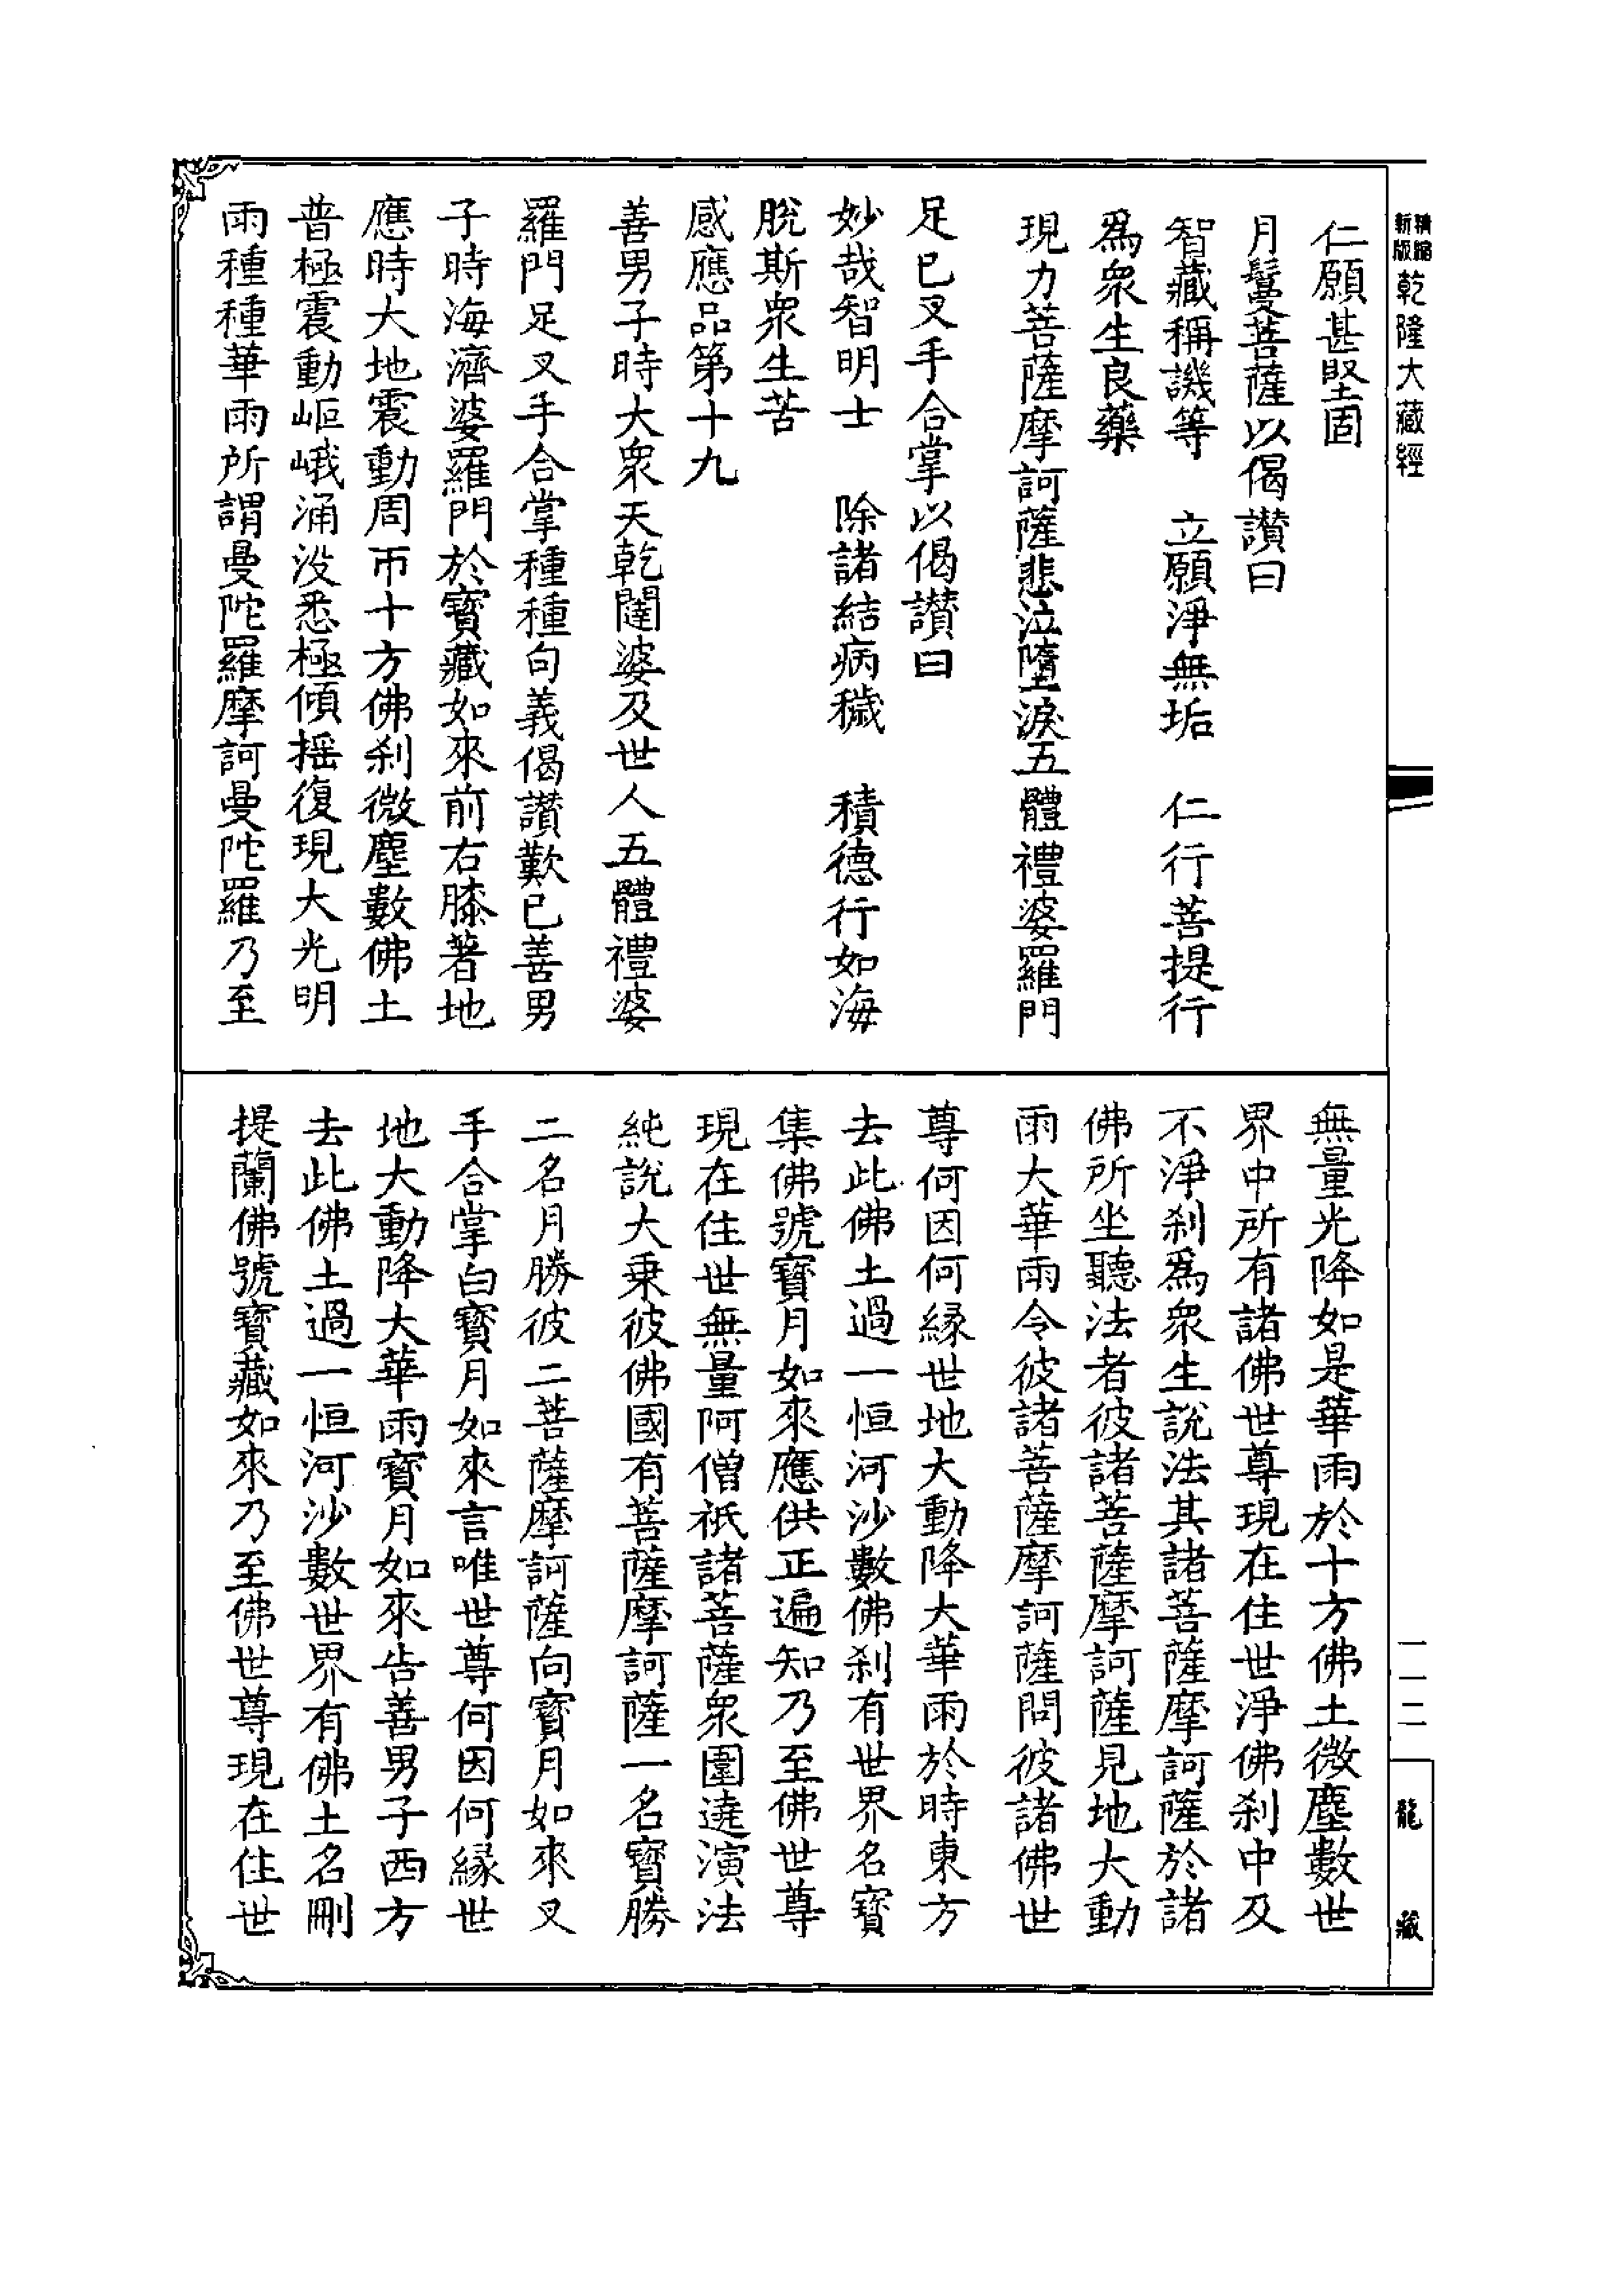 精縮
新版
乾隆大藏經
仁願甚堅固
月鬘菩薩以偈讃曰
智藏稱譏等　立願淨無垢　仁行菩提行
爲衆生良藥
現力菩薩摩訶薩悲泣墮淚五體禮婆羅門
足已叉手合掌以偈讃曰
妙哉智明士　除諸結病穢　積德行如海
脫斯衆生苦
感應品第十九
善男子時大衆天乾闥婆及世人五體禮婆
羅門足叉手合掌種種句義偈讃歎已善男
子時海濟婆羅門於寶藏如來前右膝著地
應時大地震動周帀十方佛刹微塵數佛土
普極震動岠峨涌没悉極傾摇復現大光明
雨種種華雨所謂曼陀羅摩訶曼陀羅乃至
無量光降如是華雨於十方佛土微塵數世
界中所有諸佛世尊現在住世淨佛刹中及
不淨刹爲衆生說法其諸菩薩摩訶薩於諸
佛所坐聽法者彼諸菩薩摩訶薩見地大動
雨大華雨令彼諸菩薩摩訶薩問彼諸佛世
尊何因何緣世地大動降大華雨於時東方
去此佛土過一恒河沙數佛刹有世界名寶
集佛號寶月如來應供正遍知乃至佛世尊
現在住世無量阿僧祇諸菩薩衆圍遶演法
純說大乗彼佛國有菩薩摩訶薩一名寶勝
二名月勝彼二菩薩摩訶薩向寶月如來叉
手合掌白寶月如來言唯世尊何因何緣世
地大動降大華雨寶月如來告善男子西方
去此佛土過一恒河沙數世界有佛土名刪
提蘭佛號寶藏如來乃至佛世尊現在住世
一一二
龍藏